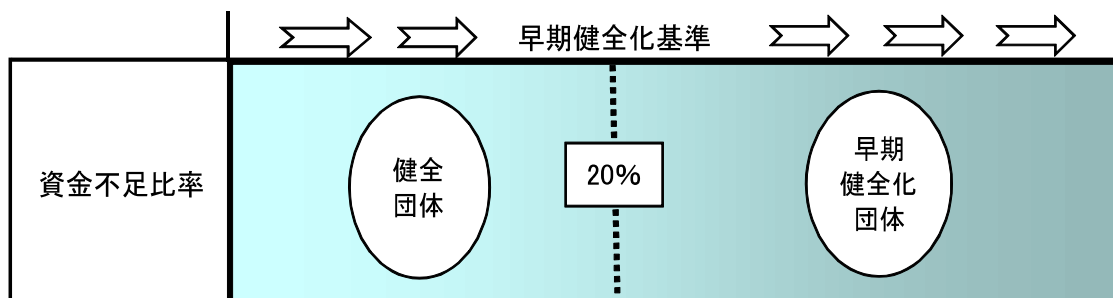 早期健全化基準
資金不足比率
健全
団体
20%
早期
健全化
団体